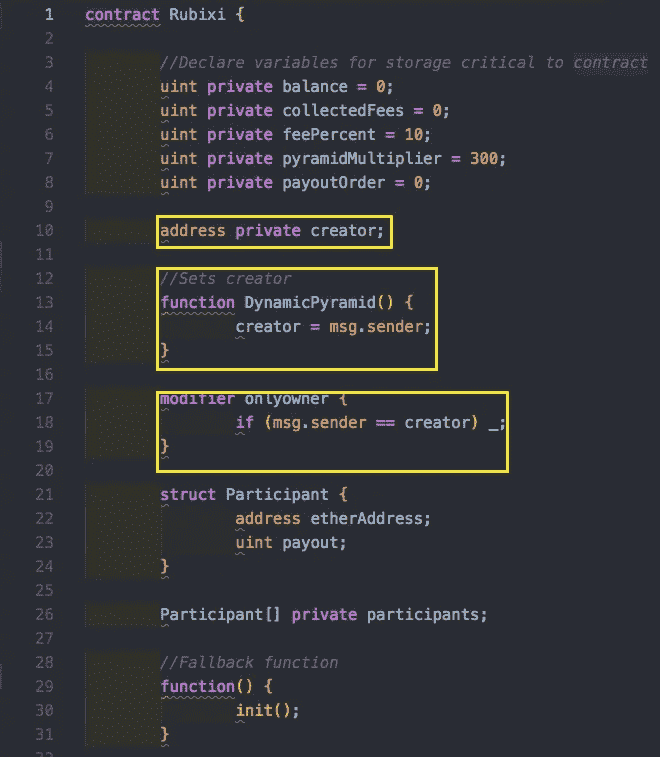 1 contract Rubixi {
2
3 //Declare variables for storage critical to contract
4 uint private balance = 0;
5 uint private collectedFees = 0;
6 uint private feePercent = 10;
7 uint private pyramidMultiplier = 300;
8 uint private payoutOrder = 0;
9
10 address private creator;
11
12 //Sets creator
13 function DynamicPyramid() {
14 creator = msg.sender;
15 }
16
17 modifier onlyowner {
18 if (msg.sender == creator) _;
19 }
20
21 struct Participant {
22 address etherAddress;
23 uint payout;
24 }
25
26 Participant[] private participants;
27
28 //Fallback function
29 function() {
30 init();
31 }